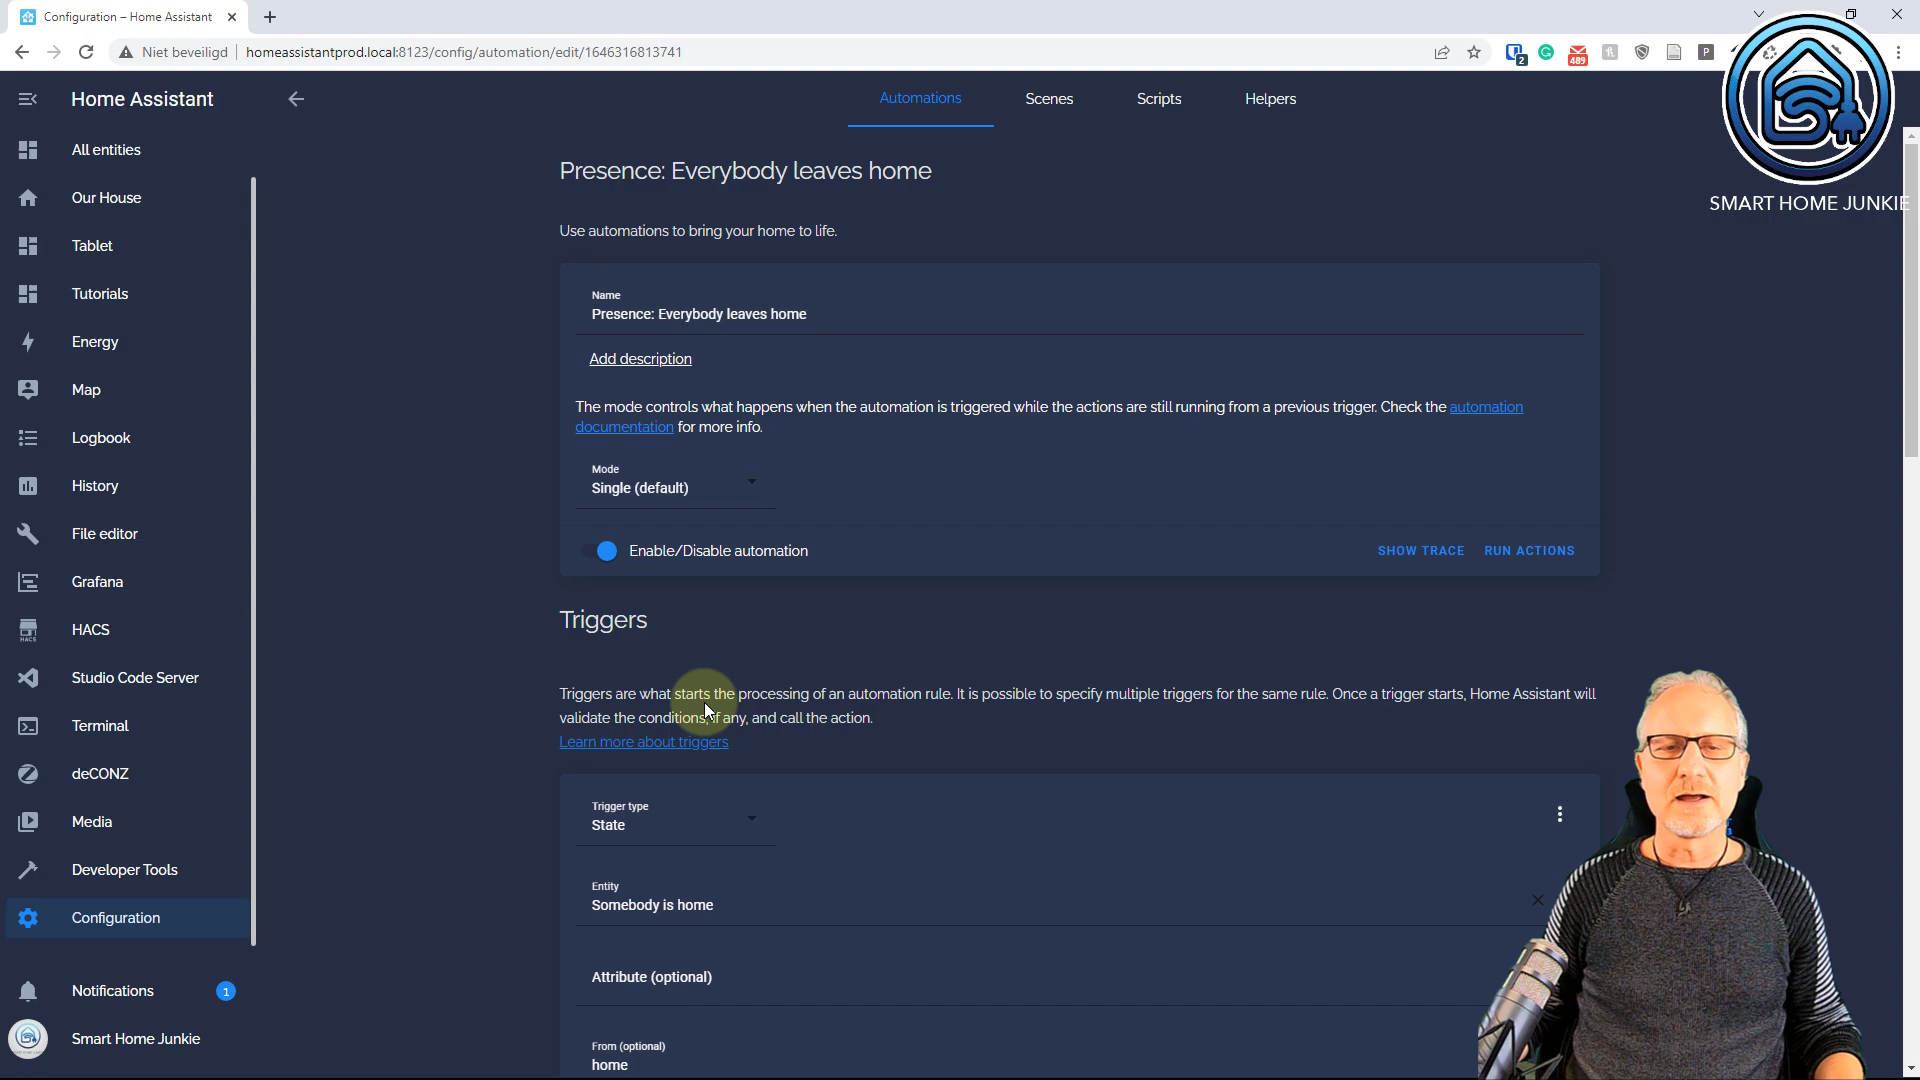 Configuration – Home Assistant
Niet beveiligd
homeassistantprod.local:8123/config/automation/edit/1646316813741
2
489
P
Home Assistant
Automations
Scenes
Scripts
Helpers
SMART HOME JUNKIE
All entities
Our House
Tablet
Tutorials
Energy
Map
Logbook
History
File editor
Grafana
HACS
HACS
Studio Code Server
Terminal
deCONZ
Media
Developer Tools
Configuration
Notifications
1
Smart Home Junkie
Presence: Everybody leaves home
Use automations to bring your home to life.
Name
Presence: Everybody leaves home
Add description
The mode controls what happens when the automation is triggered while the actions are still running from a previous trigger. Check the automation
documentation for more info.
Mode
Single (default)
Enable/Disable automation
SHOW TRACE
RUN ACTIONS
Triggers
Triggers are what starts the processing of an automation rule. It is possible to specify multiple triggers for the same rule. Once a trigger starts, Home Assistant will
validate the conditions, if any, and call the action.
Learn more about triggers
Trigger type
State
Entity
Somebody is home
Attribute (optional)
From (optional)
home